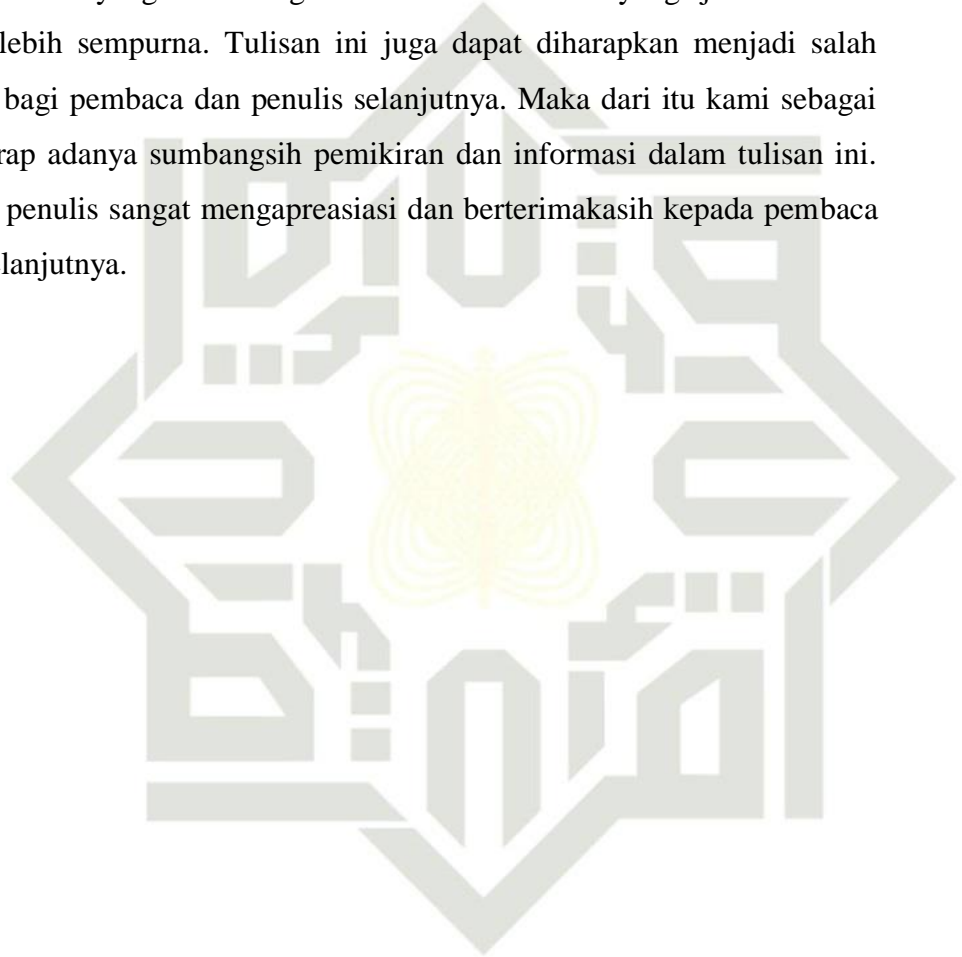 lebih sempurna. Tulisan ini juga dapat diharapkan menjadi salah
bagi pembaca dan penulis selanjutnya. Maka dari itu kami sebagai
rap adanya sumbangsih pemikiran dan informasi dalam tulisan ini.
penulis sangat mengapreasiasi dan berterimakasih kepada pembaca
elanjutnya.